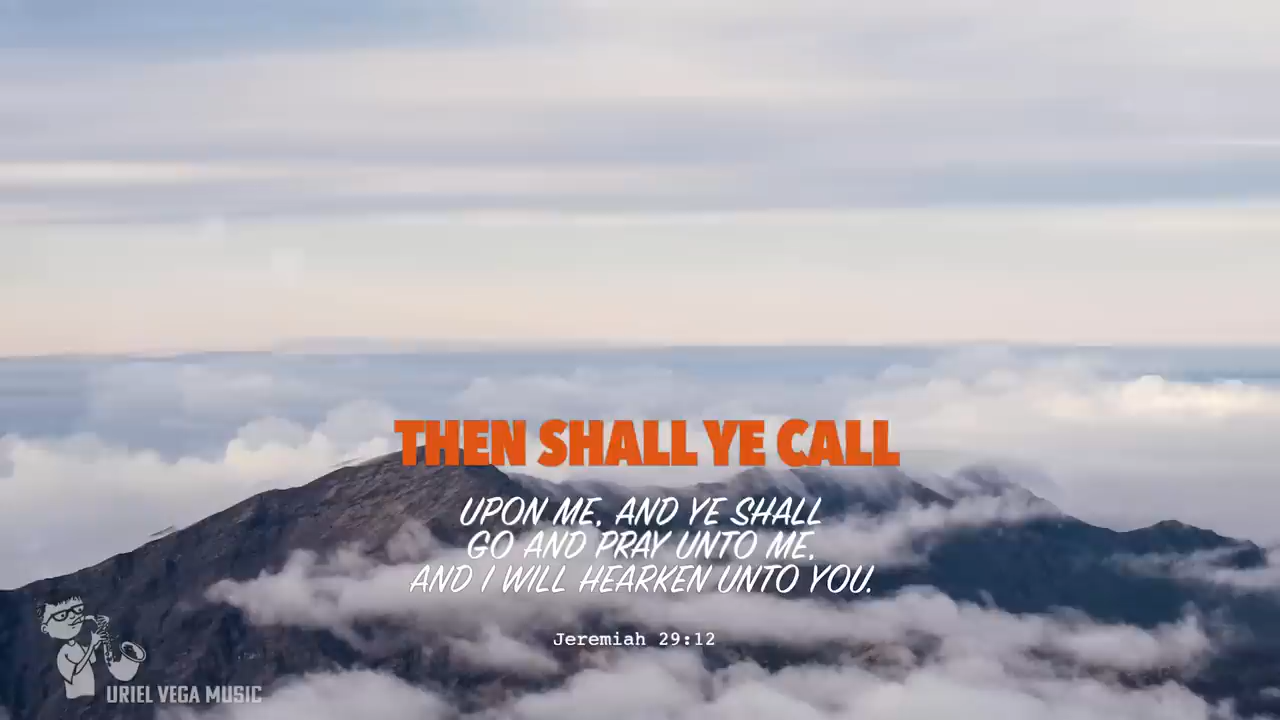 THEN SHALL YE CALL
UPON ME, AND YE SHALL
GO AND PRAY UNTO ME,
AND I WILL HEARKEN UNTO YOU.
Jeremiah 29:12
URIEL VEGA MUSIC